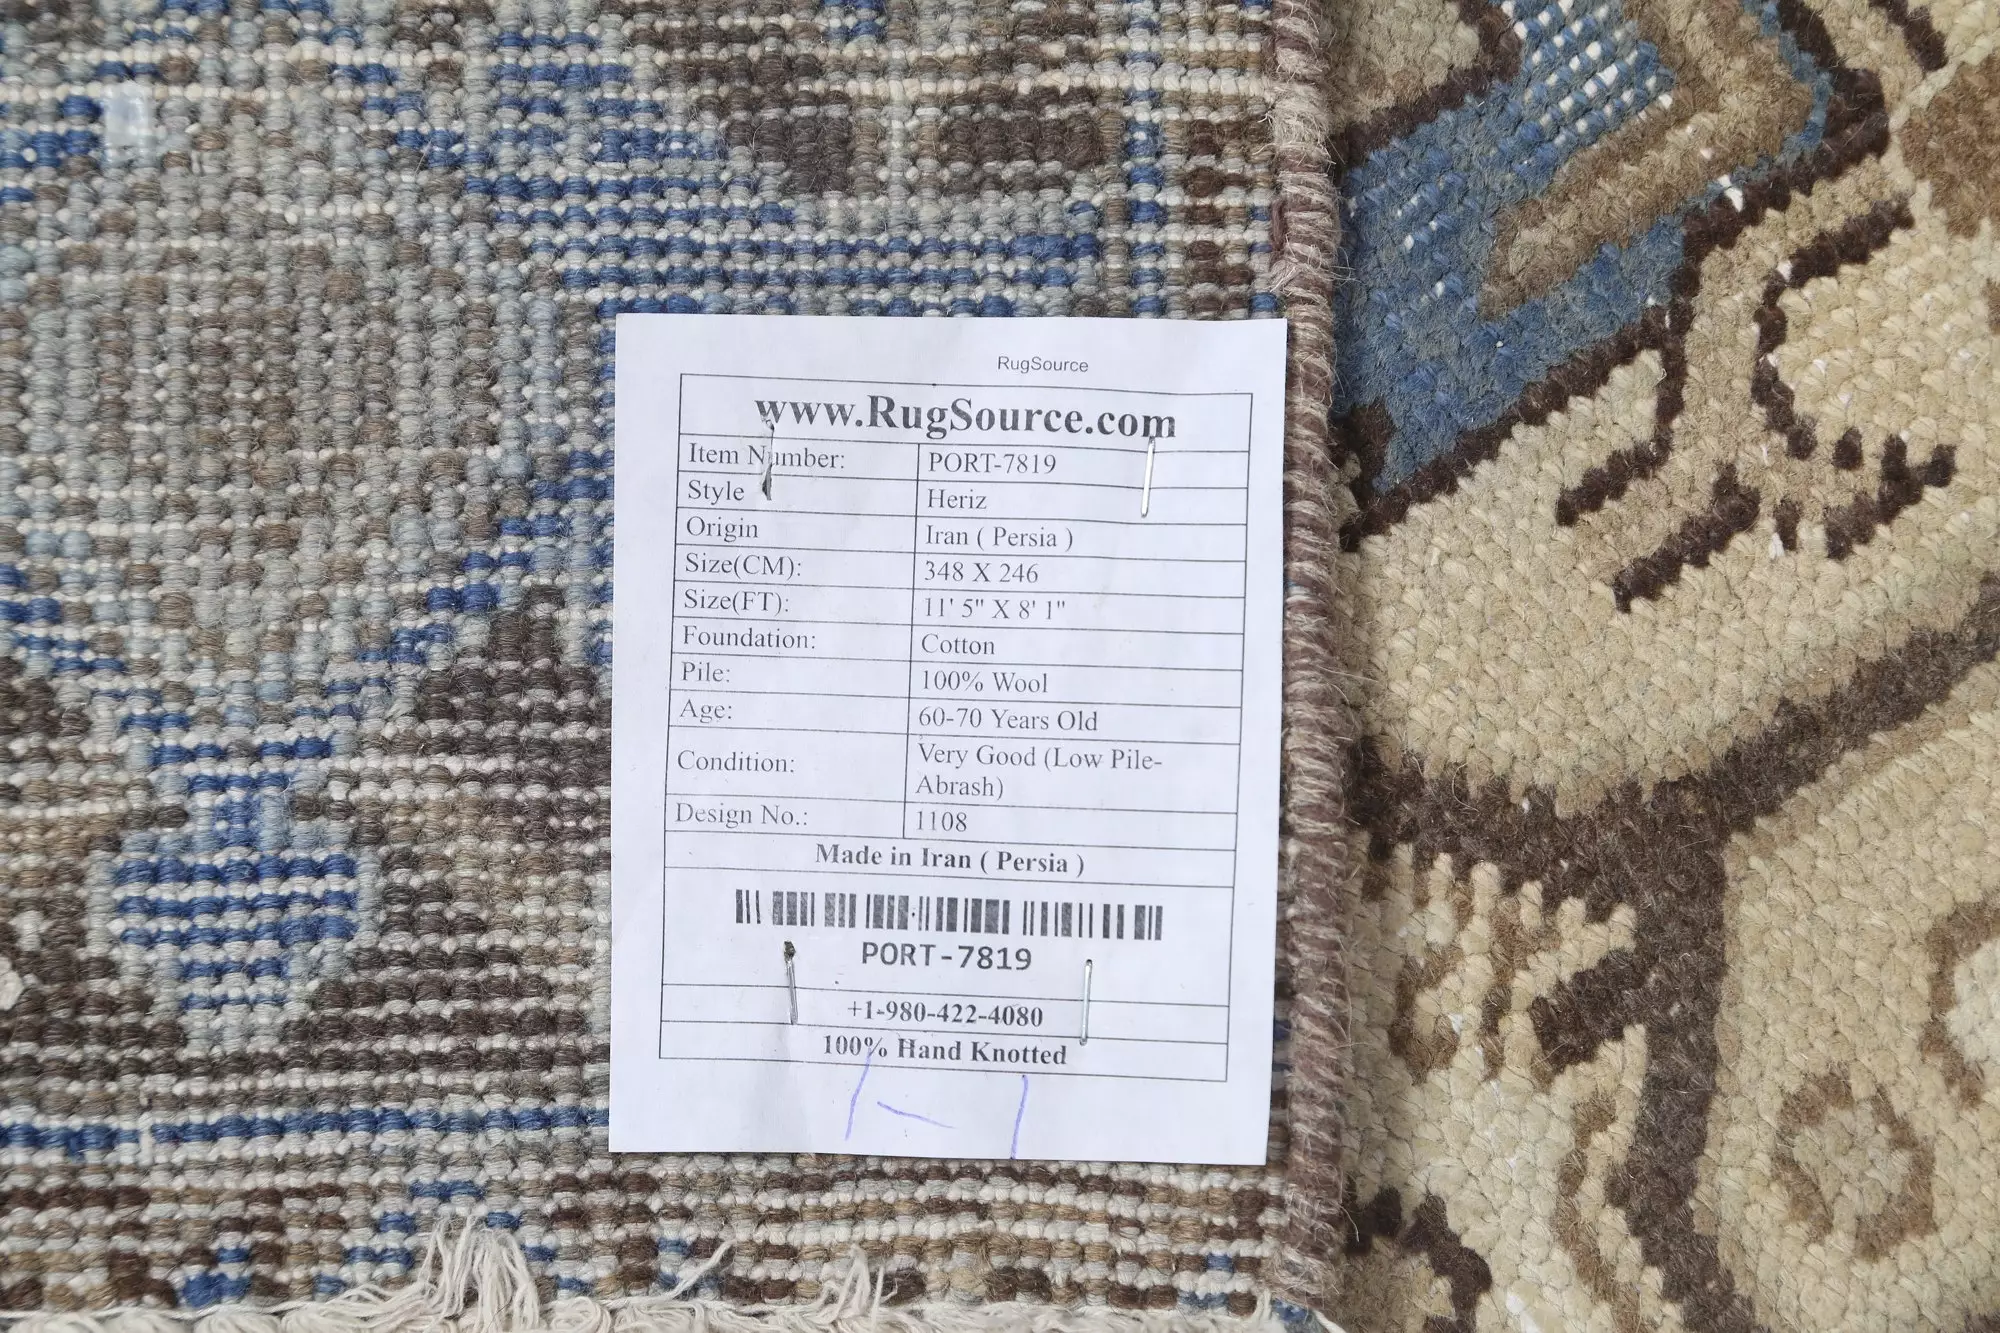 RugSource
www.RugSource.com
Item Number: PORT-7819
Style Heriz
Origin Iran ( Persia )
Size(CM): 348 X 246
Size(FT): 11' 5" X 8' 1"
Foundation: Cotton
Pile: 100% Wool
Age: 60-70 Years Old
Condition: Very Good (Low Pile-
Abrash)
Design No.: 1108
Made in Iran ( Persia )
PORT-7819
+1-980-422-4080
100% Hand Knotted
1-1